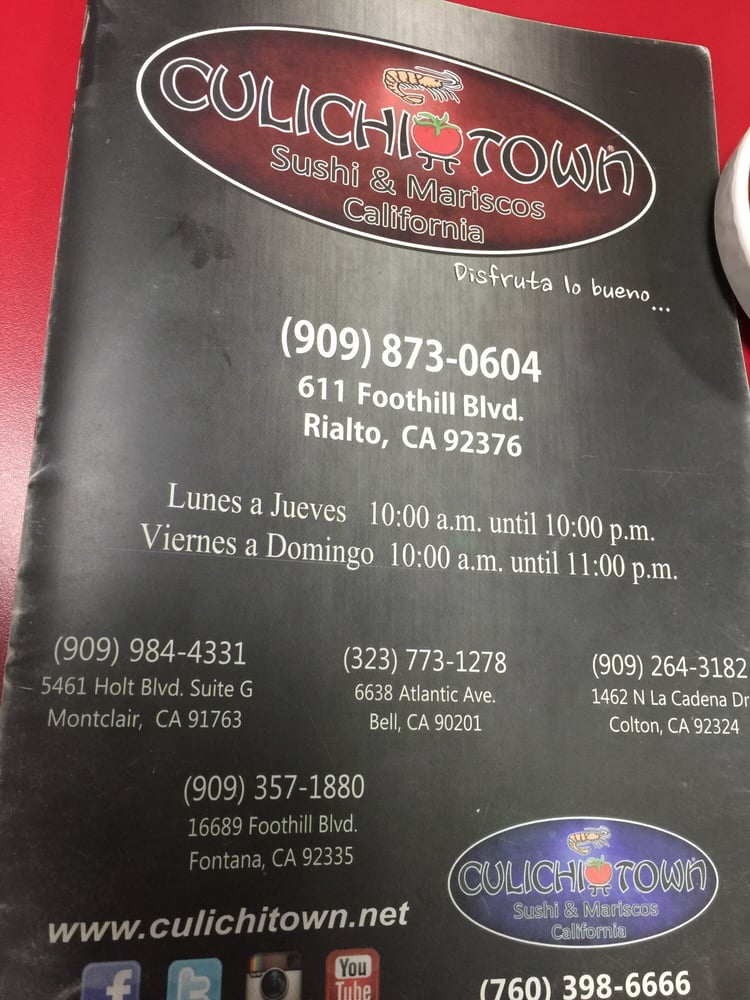 CULICHI TOWN®
Sushi & Mariscos
California
Disfruta lo bueno...
(909) 873-0604
611 Foothill Blvd.
Rialto, CA 92376
Lunes a Jueves 10:00 a.m. until 10:00 p.m.
Viernes a Domingo 10:00 a.m. until 11:00 p.m.
(909) 984-4331
5461 Holt Blvd. Suite G
Montclair, CA 91763
(323) 773-1278
6638 Atlantic Ave.
Bell, CA 90201
(909) 264-3182
1462 N La Cadena Dr
Colton, CA 92324
(909) 357-1880
16689 Foothill Blvd.
Fontana, CA 92335
www.culichitown.net
CULICHI TOWN
Sushi & Mariscos
California
(760) 398-6666
You
Tube